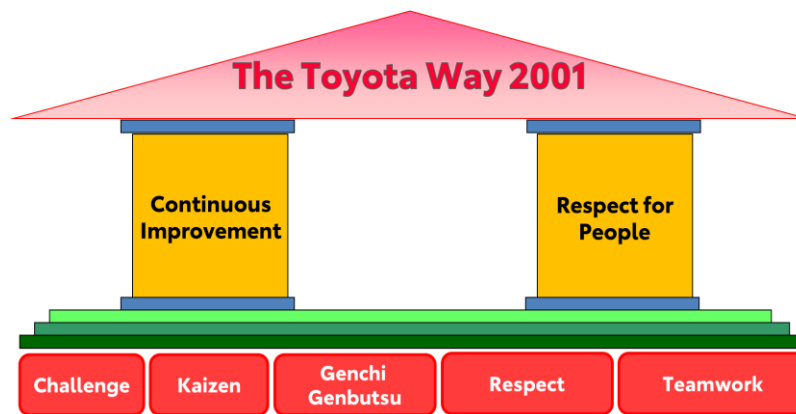 The Toyota Way 2001
Continuous
Improvement
Respect for
People
Challenge
Kaizen
Genchi
Genbutsu
Respect
Teamwork